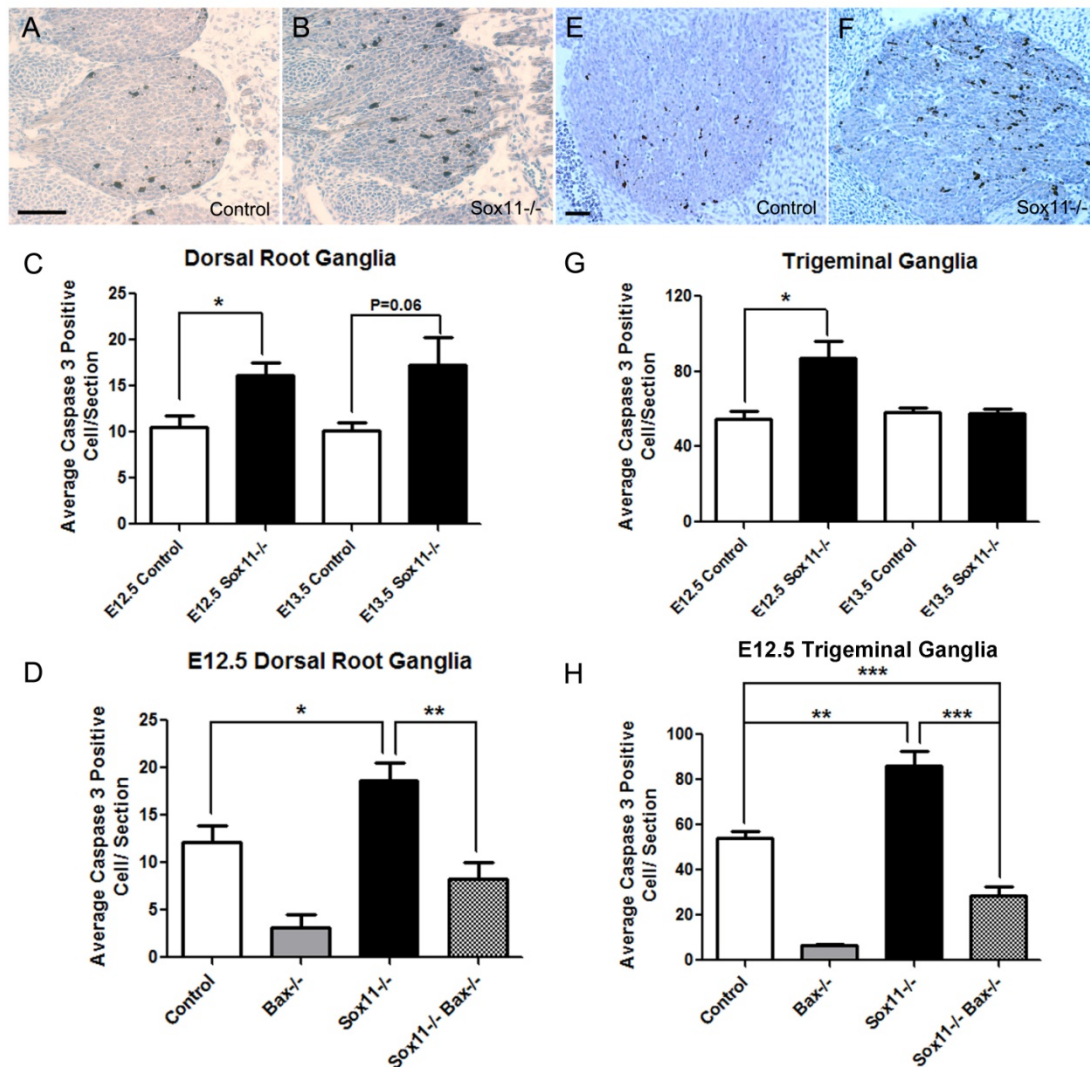 A
Control
B
Sox11-/-
E
Control
F
Sox11-/-
C
Dorsal Root Ganglia
Average Caspase 3 Positive
Cell/Section
25
20
15
10
5
0
*
P=0.06
E12.5 Control
E12.5 Sox11-/-
E13.5 Control
E13.5 Sox11-/-
G
Trigeminal Ganglia
Average Caspase 3 Positive
Cell/Section
120
80
40
0
*
E12.5 Control
E12.5 Sox11-/-
E13.5 Control
E13.5 Sox11-/-
D
E12.5 Dorsal Root Ganglia
Average Caspase 3 Positive
Cell/ Section
25
20
15
10
5
0
*
**
Control
Bax-/-
Sox11-/-
Sox11-/- Bax-/-
H
E12.5 Trigeminal Ganglia
Average Caspase 3 Positive
Cell/ Section
100
80
60
40
20
0
***
**
***
Control
Bax-/-
Sox11-/-
Sox11-/- Bax-/-